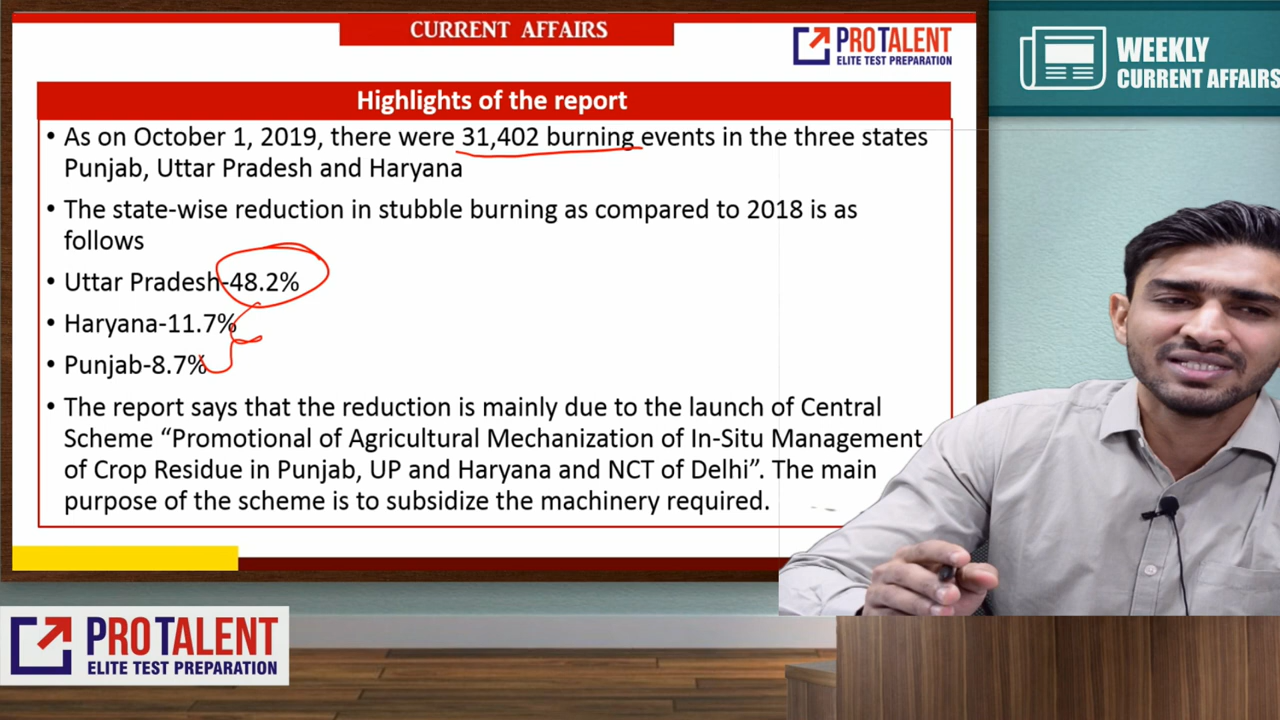 CURRENT AFFAIRS
PROTALENT
ELITE TEST PREPARATION
WEEKLY
CURRENT AFFAIRS
Highlights of the report
• As on October 1, 2019, there were 31,402 burning events in the three states
Punjab, Uttar Pradesh and Haryana
• The state-wise reduction in stubble burning as compared to 2018 is as
follows
• Uttar Pradesh-48.2%
• Haryana-11.7%
• Punjab-8.7%
• The report says that the reduction is mainly due to the launch of Central
Scheme “Promotional of Agricultural Mechanization of In-Situ Management
of Crop Residue in Punjab, UP and Haryana and NCT of Delhi”. The main
purpose of the scheme is to subsidize the machinery required.
PROTALENT
ELITE TEST PREPARATION